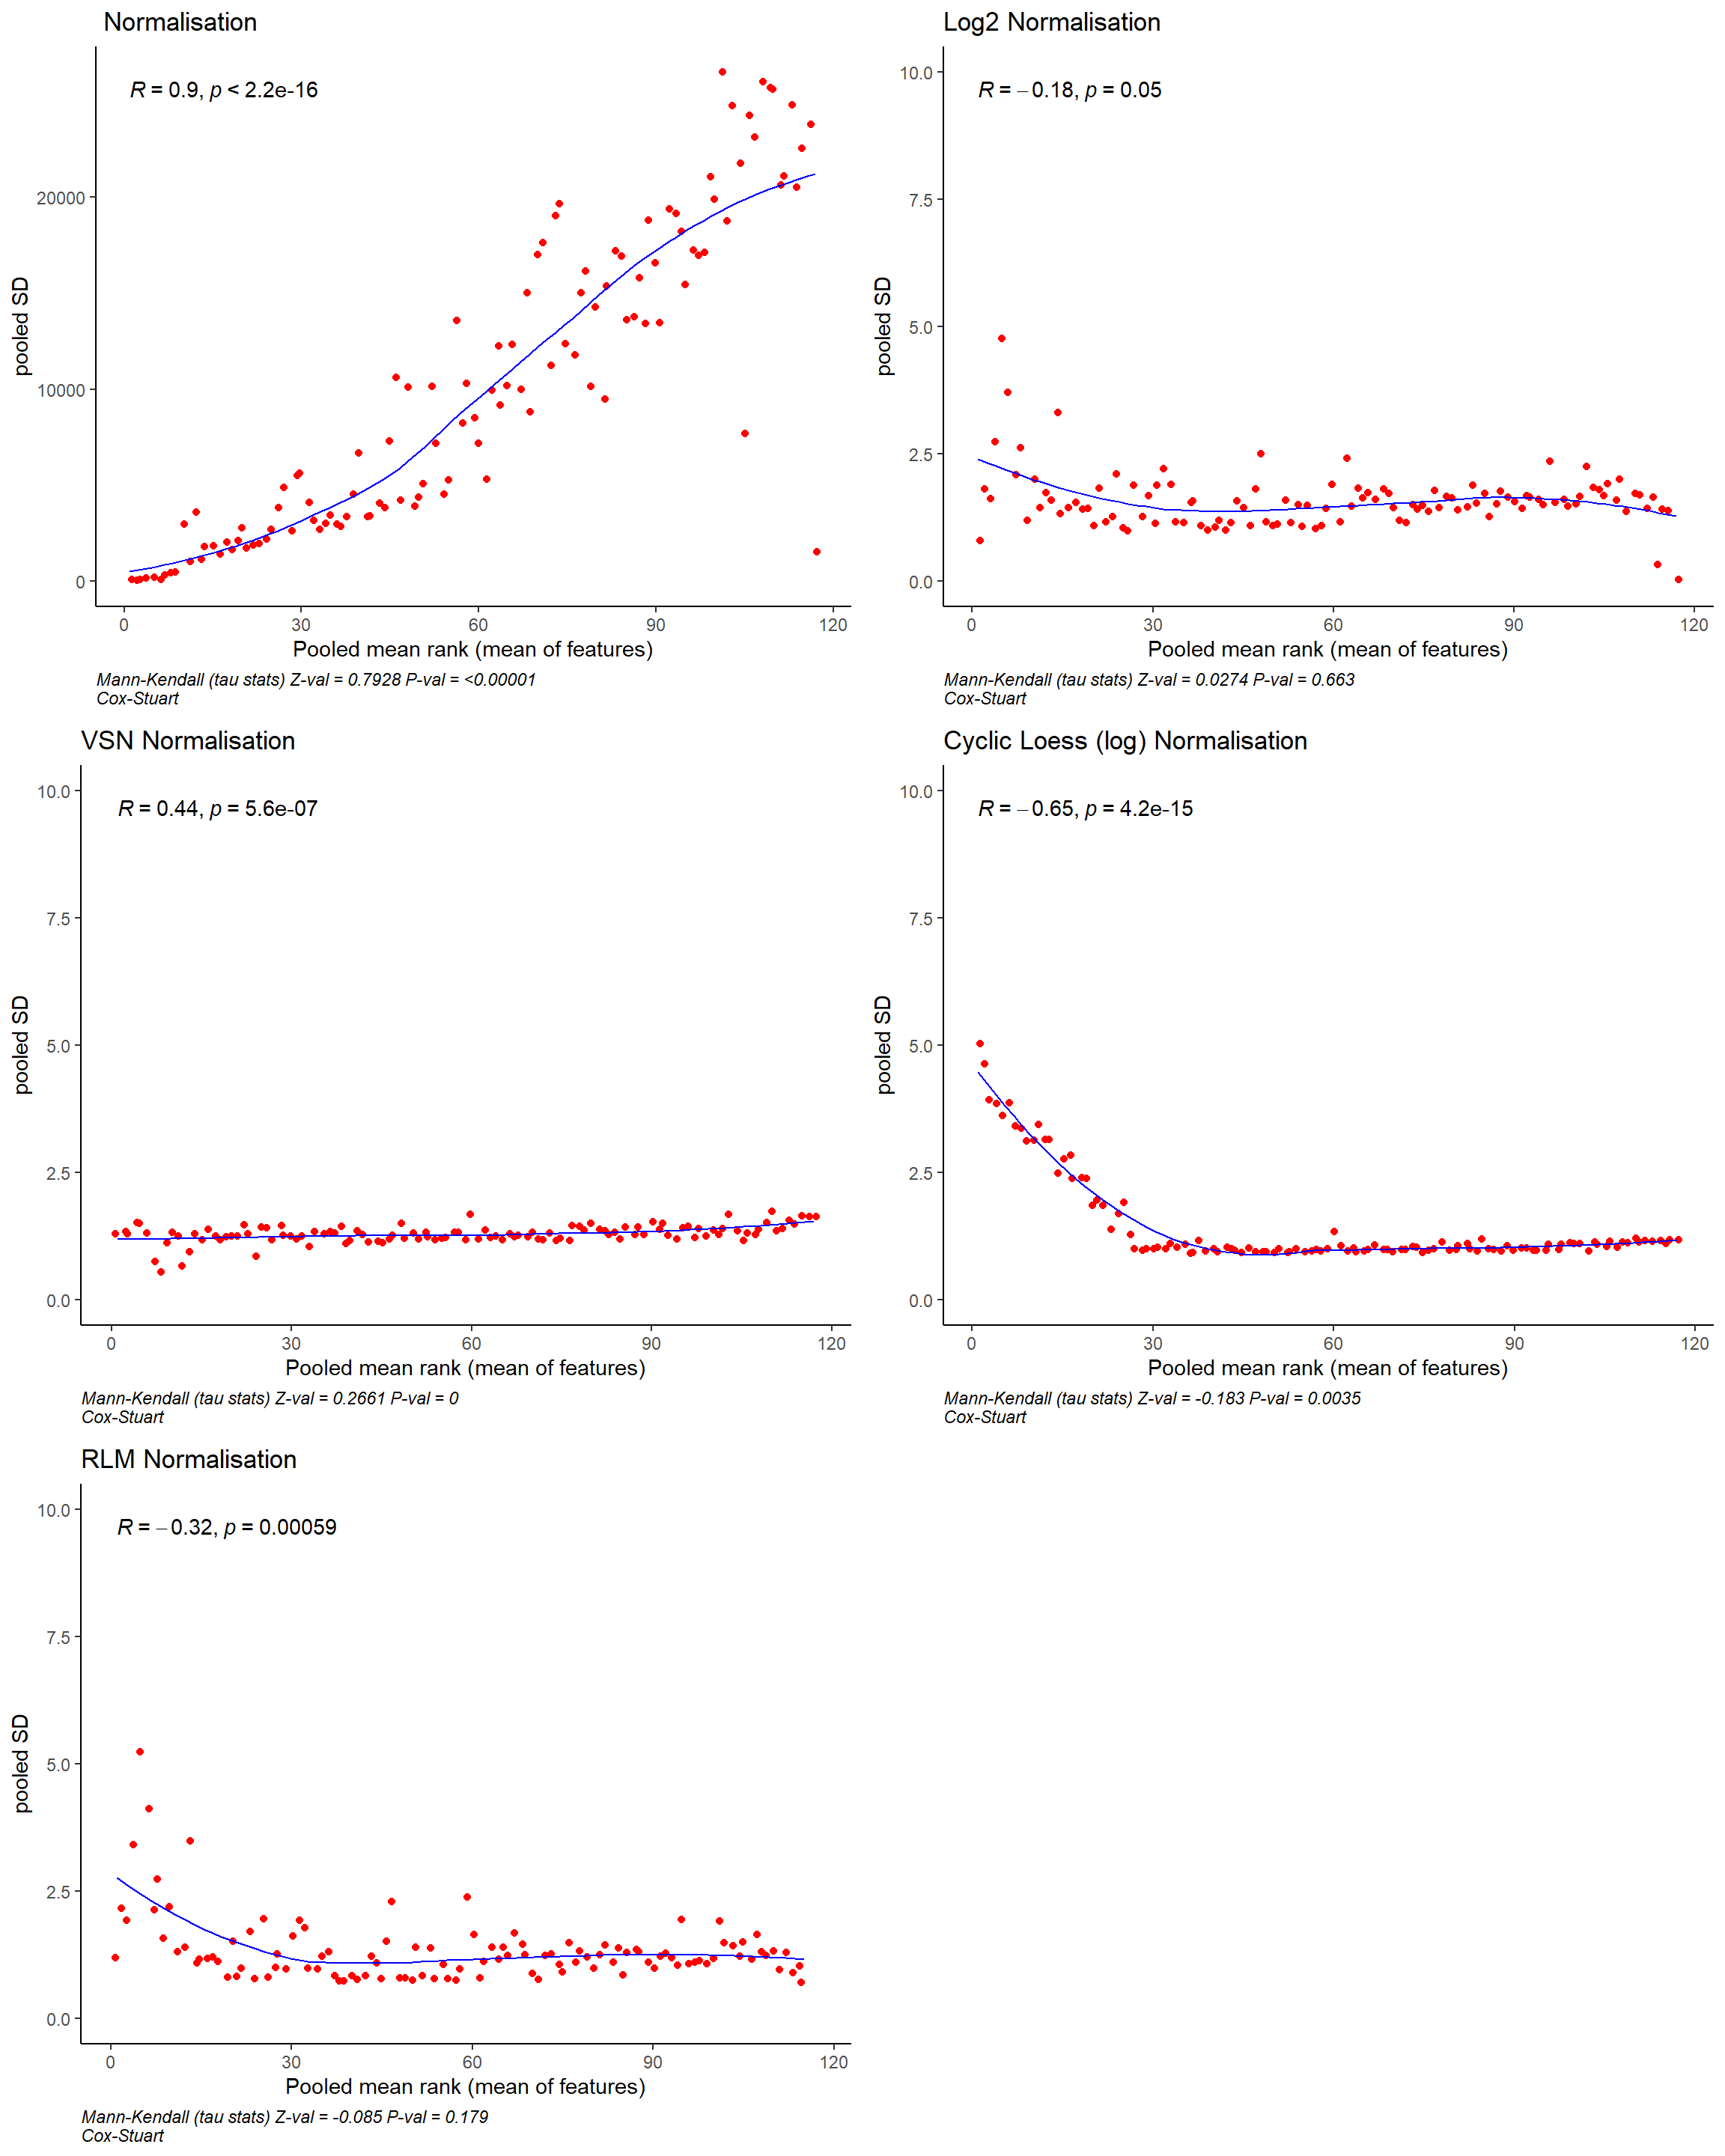 Normalisation
R = 0.9, p < 2.2e-16
20000
10000
0
pooled SD
0 30 60 90 120
Pooled mean rank (mean of features)
Mann-Kendall (tau stats) Z-val = 0.7928 P-val = <0.00001
Cox-Stuart
Log2 Normalisation
R = −0.18, p = 0.05
10.0
7.5
5.0
2.5
0.0
pooled SD
0 30 60 90 120
Pooled mean rank (mean of features)
Mann-Kendall (tau stats) Z-val = 0.0274 P-val = 0.663
Cox-Stuart
VSN Normalisation
R = 0.44, p = 5.6e-07
10.0
7.5
5.0
2.5
0.0
pooled SD
0 30 60 90 120
Pooled mean rank (mean of features)
Mann-Kendall (tau stats) Z-val = 0.2661 P-val = 0
Cox-Stuart
Cyclic Loess (log) Normalisation
R = −0.65, p = 4.2e-15
10.0
7.5
5.0
2.5
0.0
pooled SD
0 30 60 90 120
Pooled mean rank (mean of features)
Mann-Kendall (tau stats) Z-val = -0.183 P-val = 0.0035
Cox-Stuart
RLM Normalisation
R = −0.32, p = 0.00059
10.0
7.5
5.0
2.5
0.0
pooled SD
0 30 60 90 120
Pooled mean rank (mean of features)
Mann-Kendall (tau stats) Z-val = -0.085 P-val = 0.179
Cox-Stuart